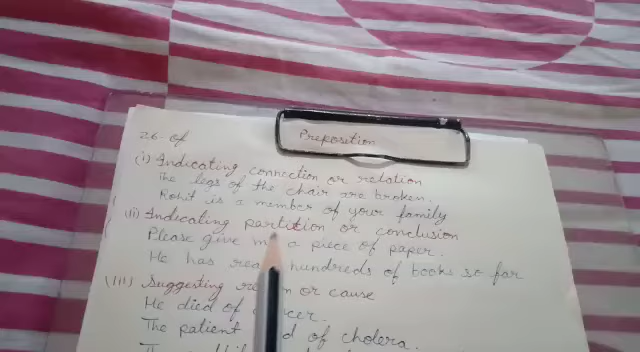 Preposition
26. of
(i) Indicating connection or relation
The legs of the chair are broken.
Rohit is a member of your family
(ii) Indicating partition or conclusion
Please give me a piece of paper.
He has hundreds of books so far
(III) Suggesting or cause
He died of
The patient of cholera.